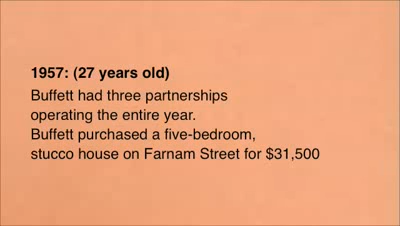 1957: (27 years old)
Buffett had three partnerships
operating the entire year.
Buffett purchased a five-bedroom,
stucco house on Farnam Street for $31,500